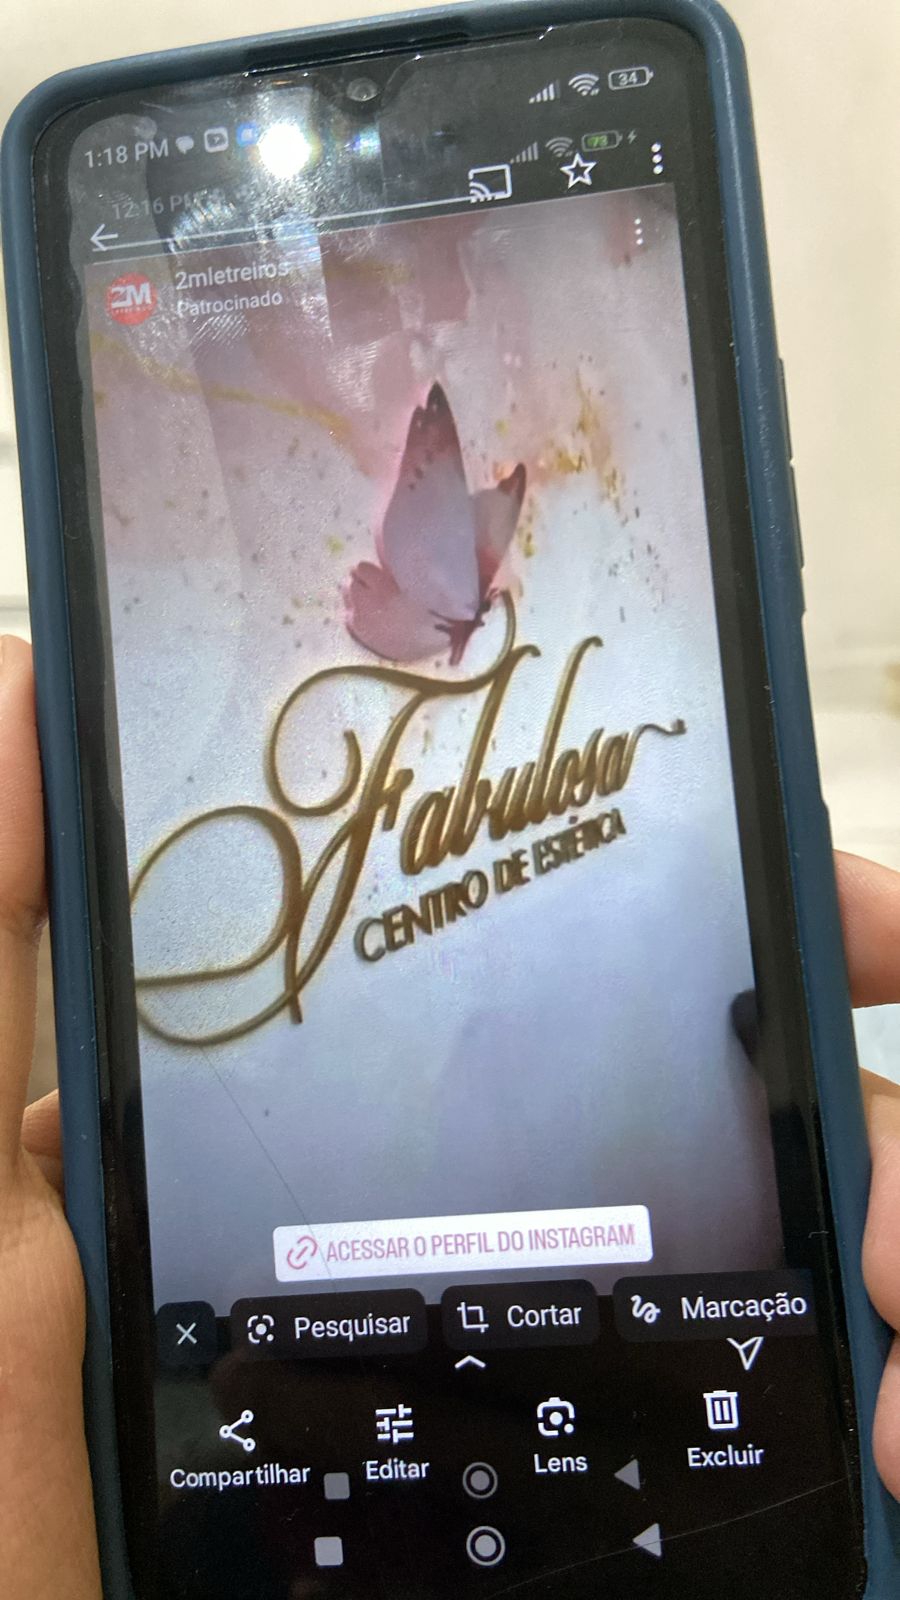 1:18 PM
34
12:16 PM
73
2M
2mletreiros
Patrocinado
Fabulosa
CENTRO DE ESTÉTICA
ACESSAR O PERFIL DO INSTAGRAM
Pesquisar
Cortar
Marcação
Compartilhar
Editar
Lens
Excluir